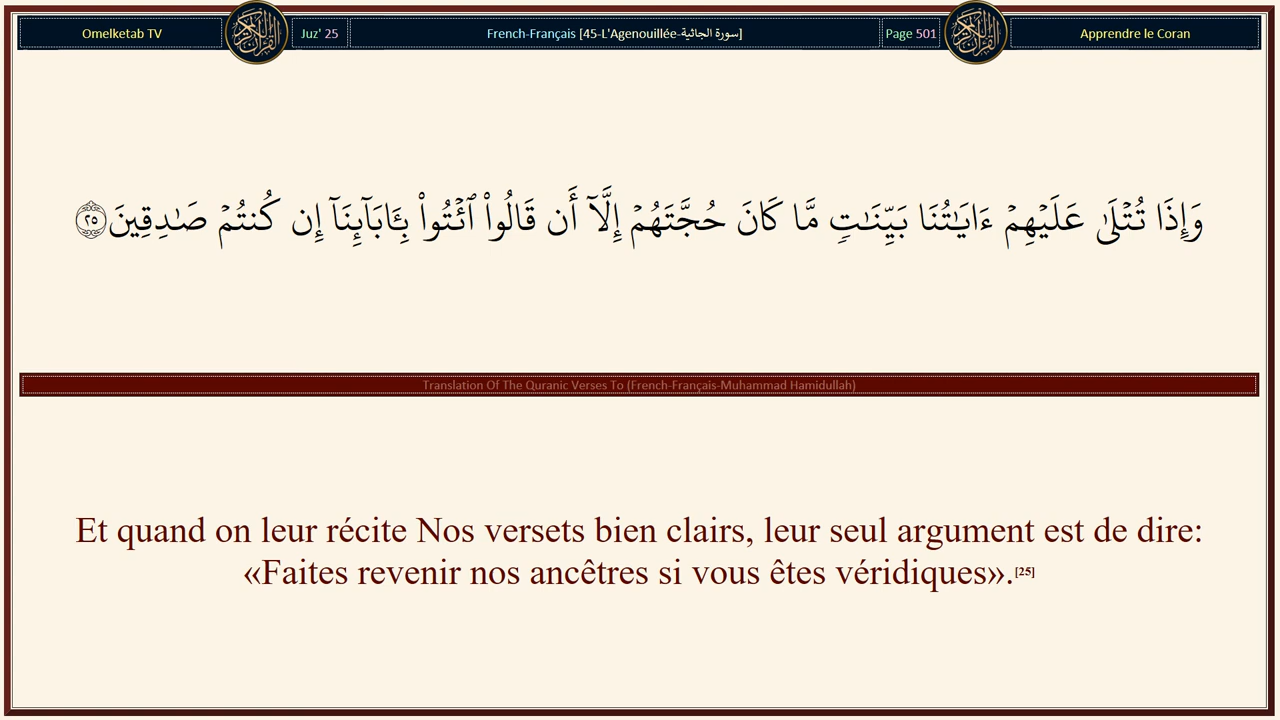 Omelketab TV
Juz' 25
French-Français [45-L'Agenouillée-سورة الجاثية]
Page 501
Apprendre le Coran
وَإِذَا تُتۡلَىٰ عَلَيۡهِمۡ ءَايَٰتُنَا بَيِّنَٰتٖ مَّا كَانَ حُجَّتَهُمۡ إِلَّآ أَن قَالُواْ ٱئۡتُواْ بِـَٔابَآئِنَآ إِن كُنتُمۡ صَٰدِقِينَ ٢٥
Translation Of The Quranic Verses To (French-Français-Muhammad Hamidullah)
Et quand on leur récite Nos versets bien clairs, leur seul argument est de dire:
«Faites revenir nos ancêtres si vous êtes véridiques».[25]